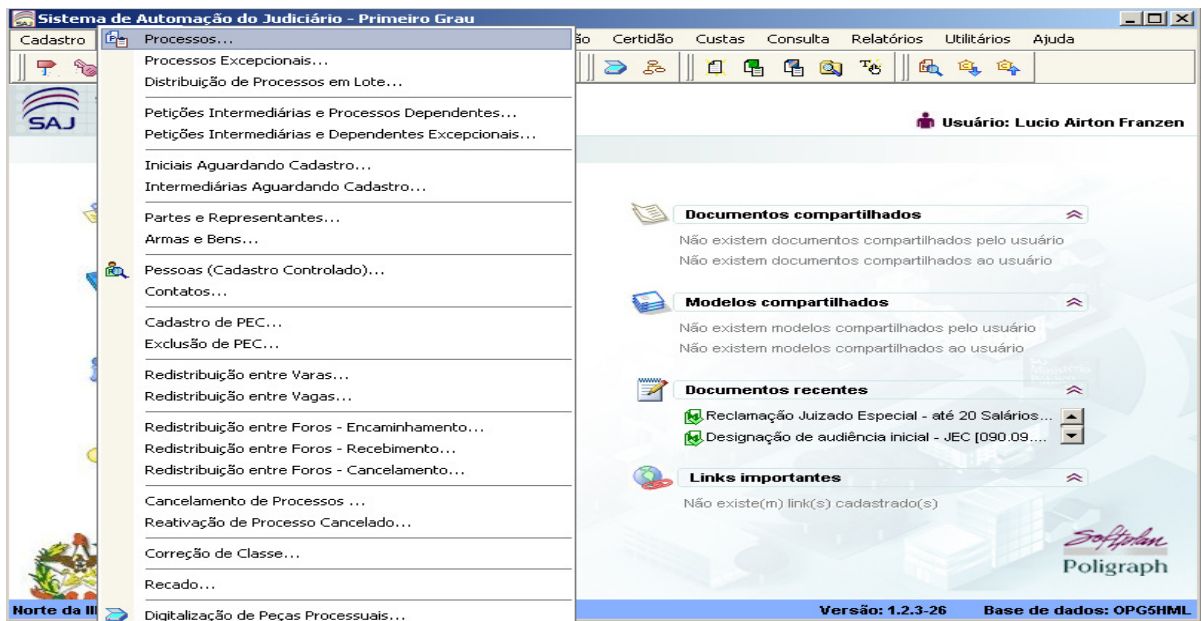 Sistema de Automação do Judiciário - Primeiro Grau
Cadastro
ão Certidão Custas Consulta Relatórios Utilitários Ajuda
Processos...
Processos Excepcionais...
Distribuição de Processos em Lote...
Petições Intermediárias e Processos Dependentes...
Petições Intermediárias e Dependentes Excepcionais...
Iniciais Aguardando Cadastro...
Intermediárias Aguardando Cadastro...
Partes e Representantes...
Armas e Bens...
Pessoas (Cadastro Controlado)...
Contatos...
Cadastro de PEC...
Exclusão de PEC...
Redistribuição entre Varas...
Redistribuição entre Vagas...
Redistribuição entre Foros - Encaminhamento...
Redistribuição entre Foros - Recebimento...
Redistribuição entre Foros - Cancelamento...
Cancelamento de Processos ...
Reativação de Processo Cancelado...
Correção de Classe...
Recado...
Digitalização de Peças Processuais...
SAJ
Usuário: Lucio Airton Franzen
Documentos compartilhados
Não existem documentos compartilhados pelo usuário
Não existem documentos compartilhados ao usuário
Modelos compartilhados
Não existem modelos compartilhados pelo usuário
Não existem modelos compartilhados ao usuário
Documentos recentes
Reclamação Juizado Especial - até 20 Salários...
Designação de audiência inicial - JEC [090.09....
Links importantes
Não existe(m) link(s) cadastrado(s)
Softplan
Poligraph
Norte da Il
Versão: 1.2.3-26 Base de dados: OPG5HML